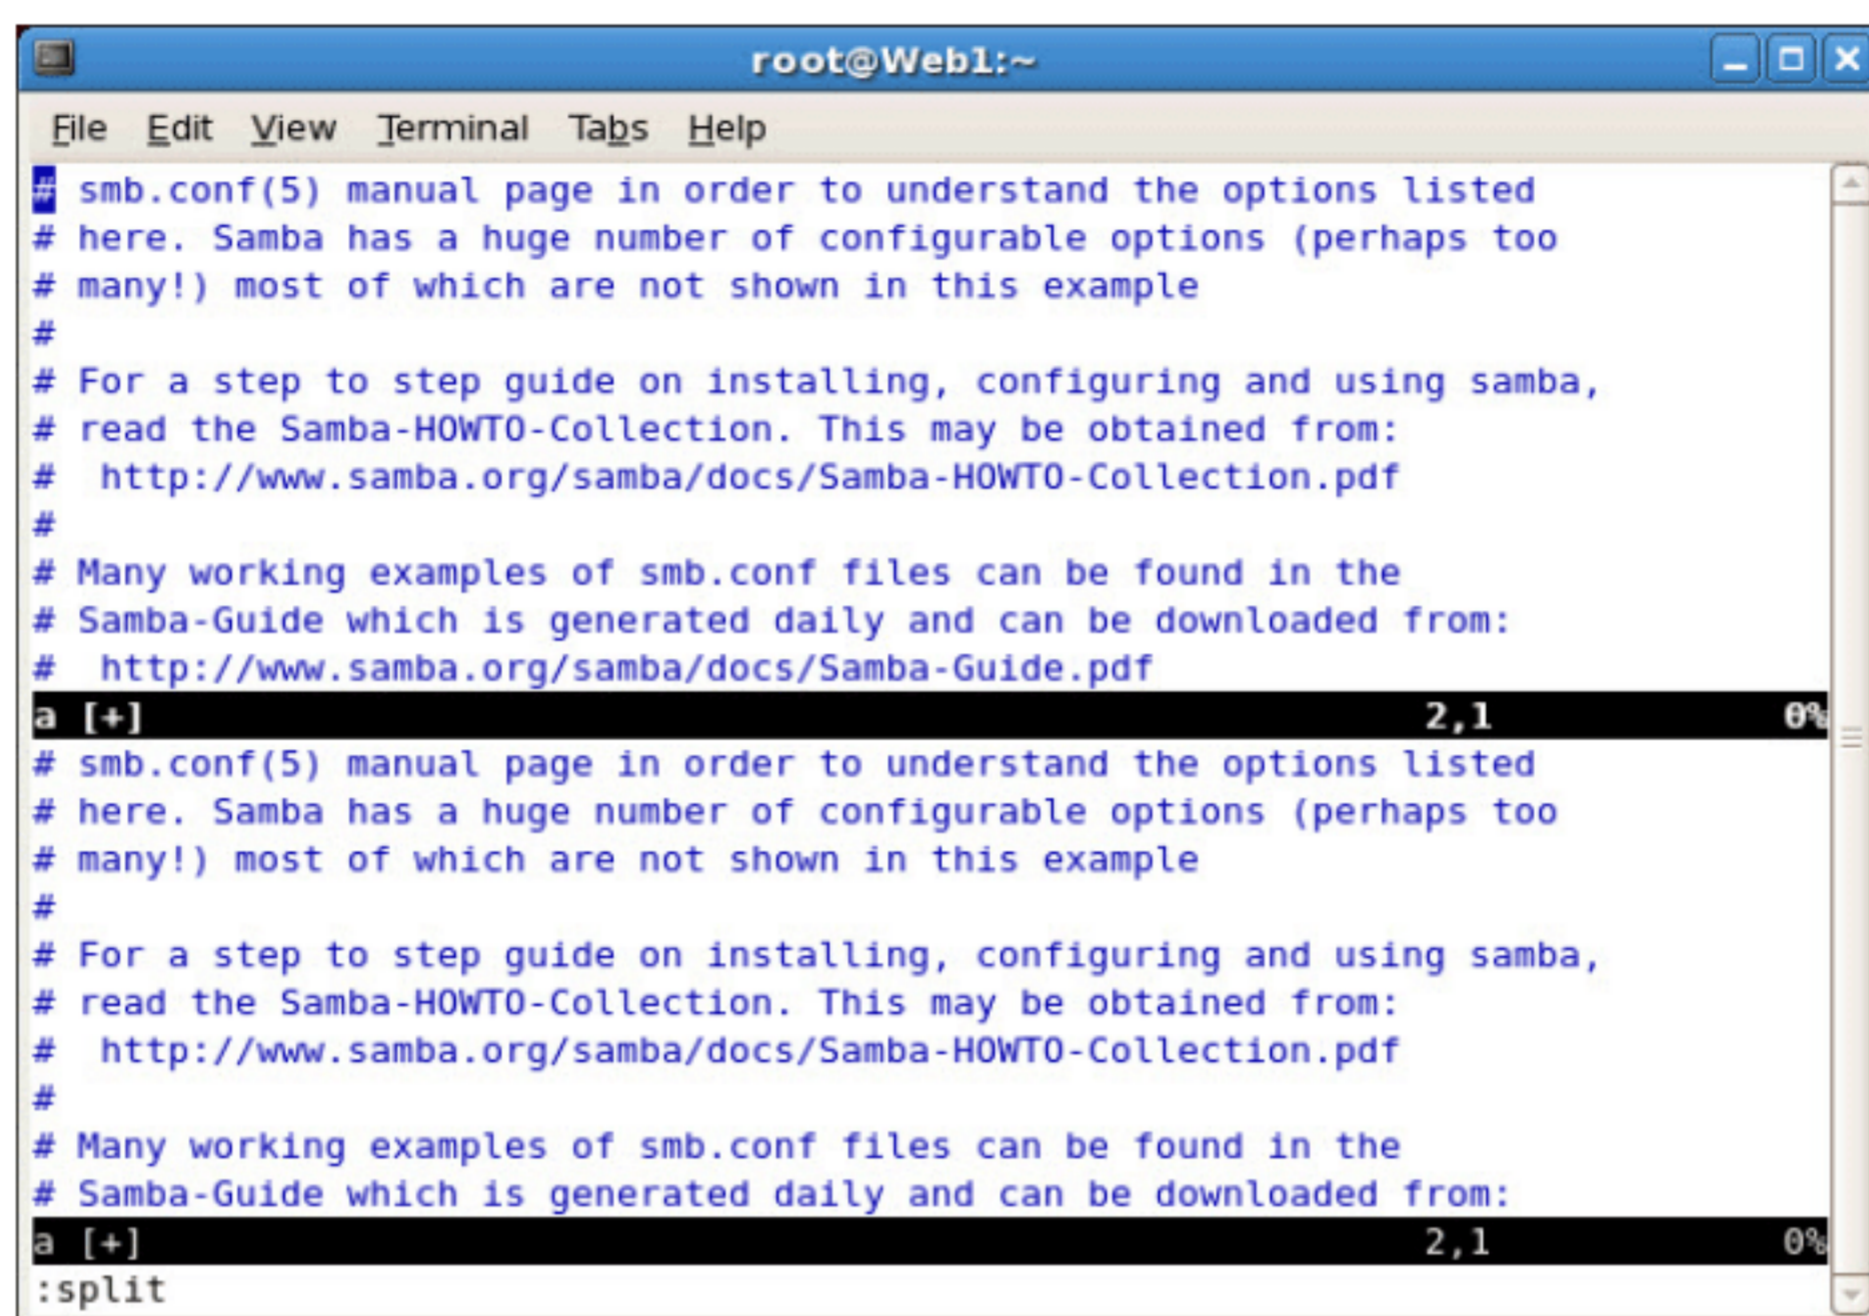 root@Web1:~
File Edit View Terminal Tabs Help
# smb.conf(5) manual page in order to understand the options listed
# here. Samba has a huge number of configurable options (perhaps too
# many!) most of which are not shown in this example
#
# For a step to step guide on installing, configuring and using samba,
# read the Samba-HOWTO-Collection. This may be obtained from:
#  http://www.samba.org/samba/docs/Samba-HOWTO-Collection.pdf
#
# Many working examples of smb.conf files can be found in the
# Samba-Guide which is generated daily and can be downloaded from:
#  http://www.samba.org/samba/docs/Samba-Guide.pdf
a [+] 2,1 0%
# smb.conf(5) manual page in order to understand the options listed
# here. Samba has a huge number of configurable options (perhaps too
# many!) most of which are not shown in this example
#
# For a step to step guide on installing, configuring and using samba,
# read the Samba-HOWTO-Collection. This may be obtained from:
#  http://www.samba.org/samba/docs/Samba-HOWTO-Collection.pdf
#
# Many working examples of smb.conf files can be found in the
# Samba-Guide which is generated daily and can be downloaded from:
a [+] 2,1 0%
:split